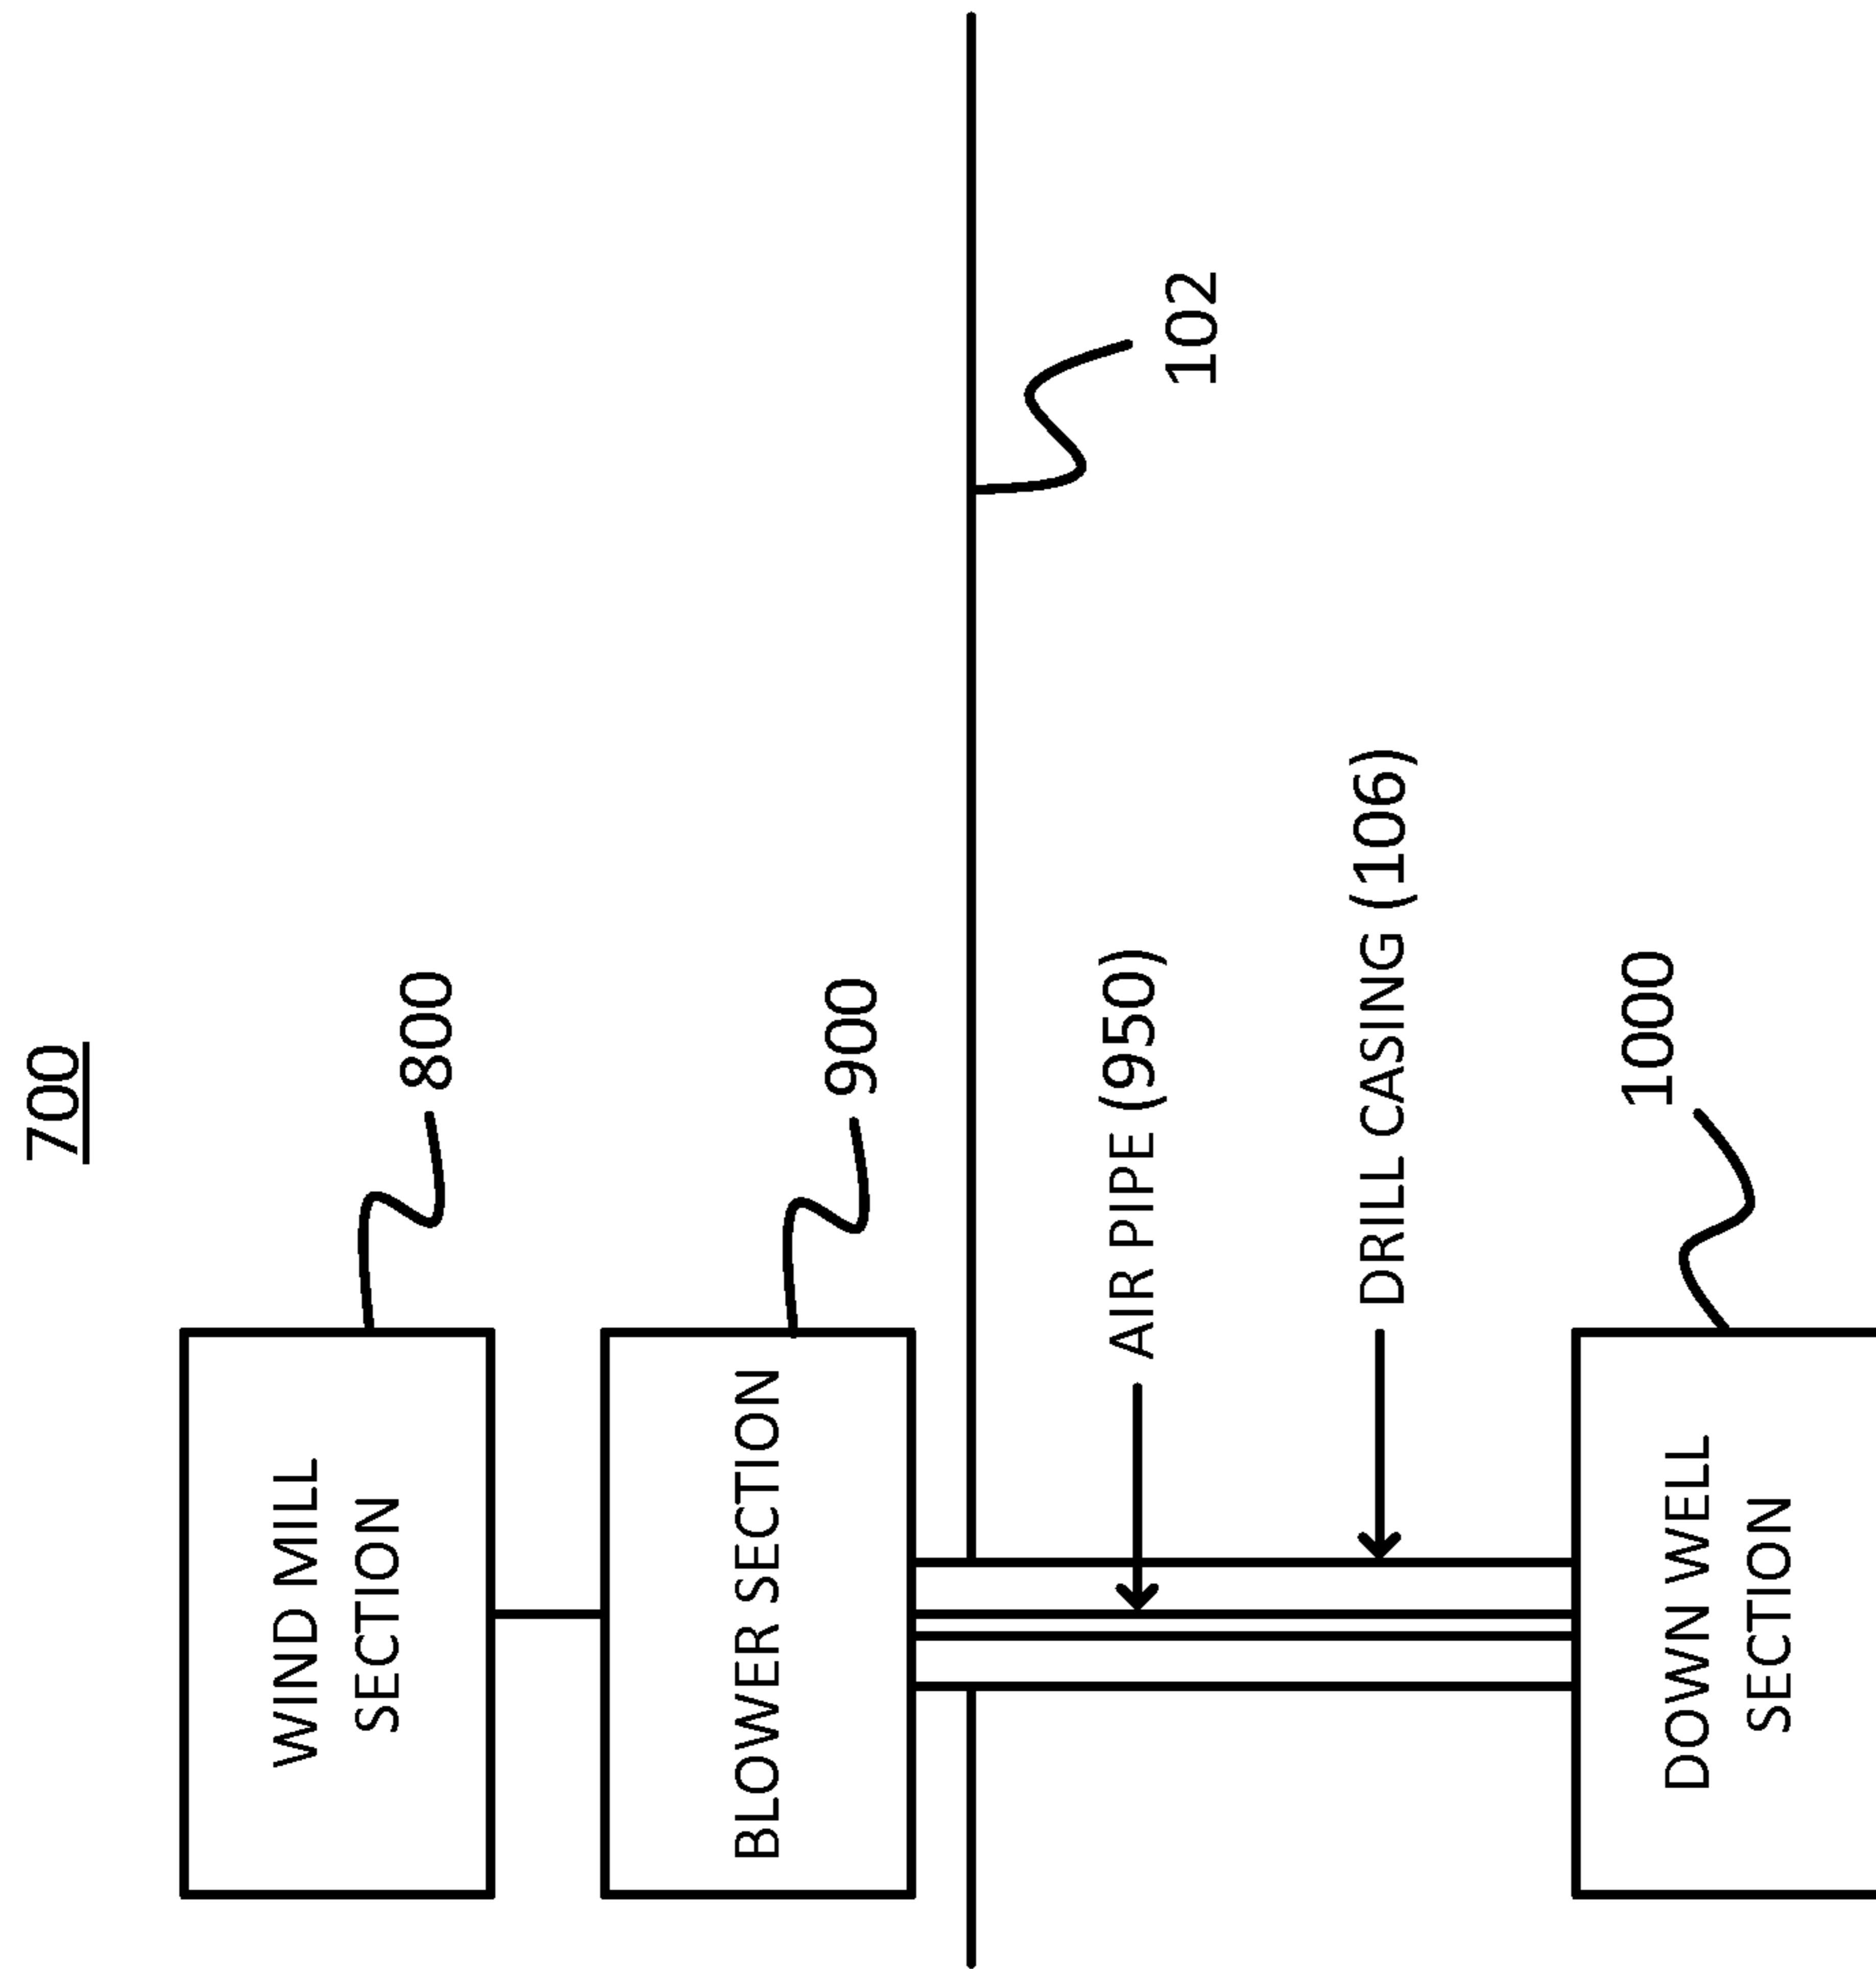 700
WIND MILL
SECTION
800
BLOWER SECTION
900
102
AIR PIPE (950)
DRILL CASING (106)
DOWN WELL
SECTION
1000